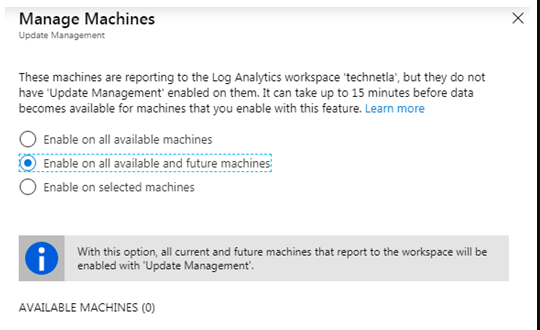 Manage Machines
Update Management
These machines are reporting to the Log Analytics workspace 'technetla', but they do not
have 'Update Management' enabled on them. It can take up to 15 minutes before data
becomes available for machines that you enable with this feature. Learn more
Enable on all available machines
Enable on all available and future machines
Enable on selected machines
With this option, all current and future machines that report to the workspace will be
enabled with 'Update Management'.
AVAILABLE MACHINES (0)